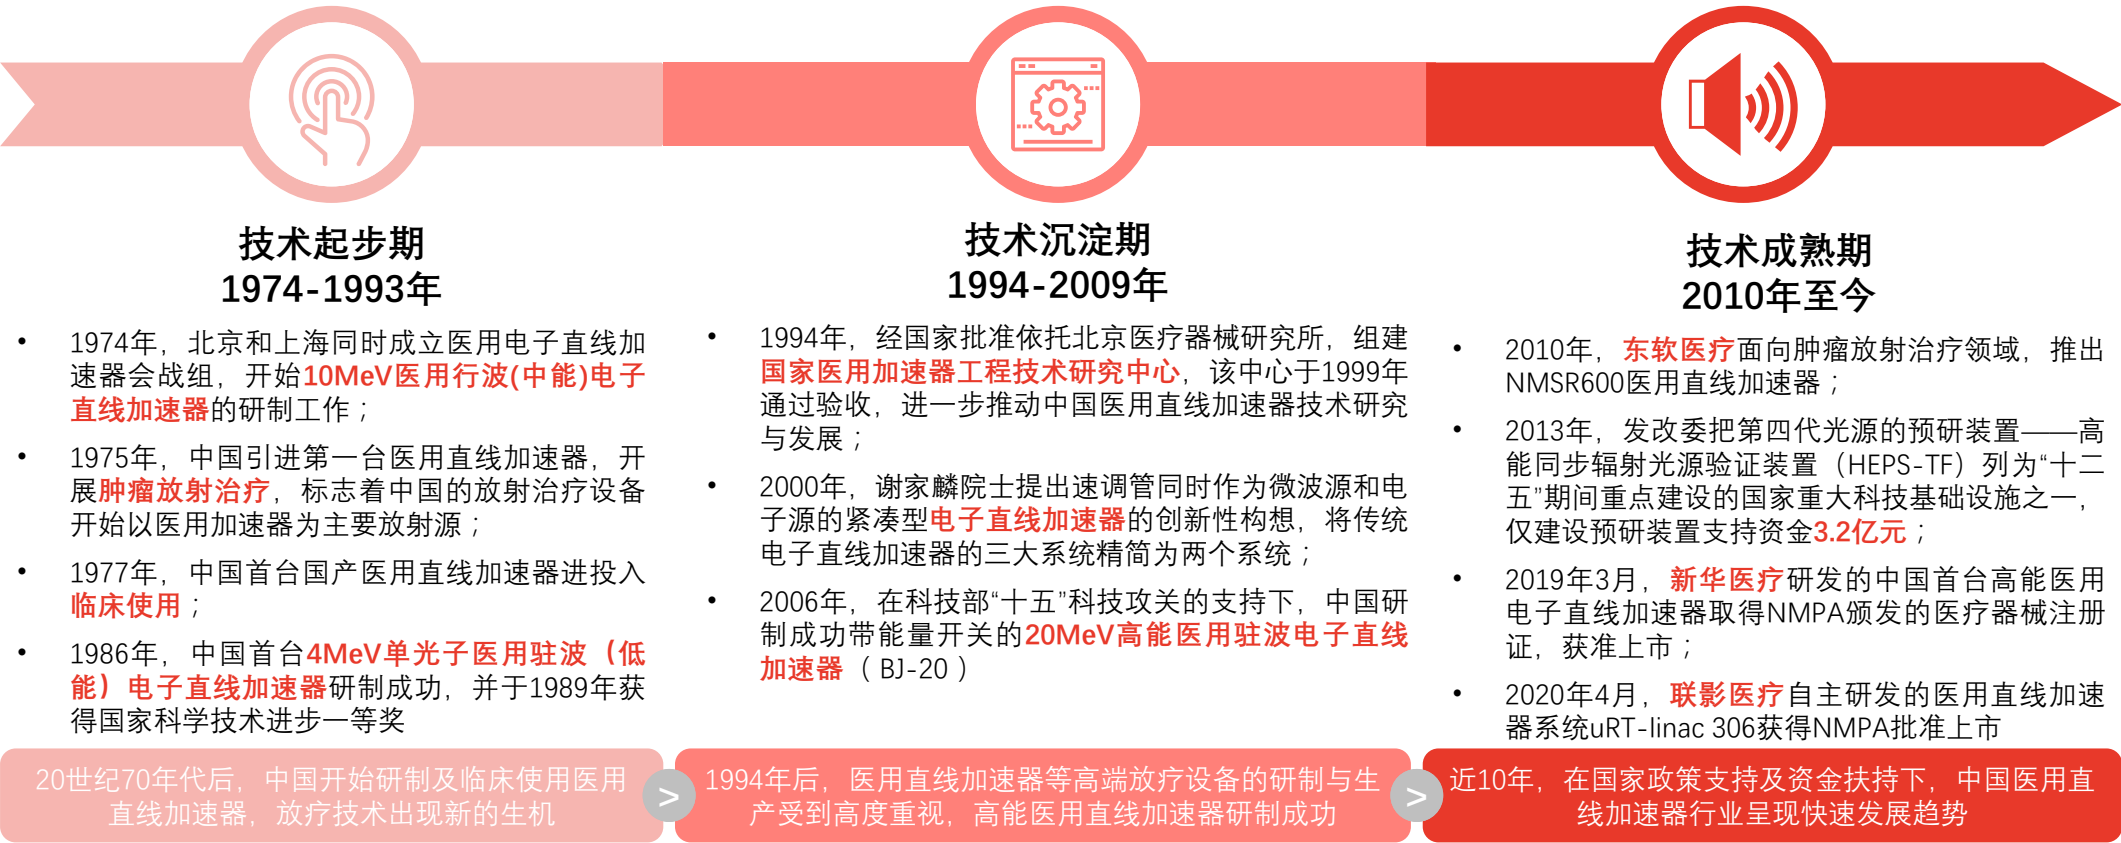 技术起步期
1974-1993年
• 1974年，北京和上海同时成立医用电子直线加
速器会战组，开始10MeV医用行波(中能)电子
直线加速器的研制工作；
• 1975年，中国引进第一台医用直线加速器，开
展肿瘤放射治疗，标志着中国的放射治疗设备
开始以医用加速器为主要放射源；
• 1977年，中国首台国产医用直线加速器进投入
临床使用；
• 1986年，中国首台4MeV单光子医用驻波（低
能）电子直线加速器研制成功，并于1989年获
得国家科学技术进步一等奖
20世纪70年代后，中国开始研制及临床使用医用
直线加速器，放疗技术出现新的生机
>
技术沉淀期
1994-2009年
• 1994年，经国家批准依托北京医疗器械研究所，组建
国家医用加速器工程技术研究中心，该中心于1999年
通过验收，进一步推动中国医用直线加速器技术研究
与发展；
• 2000年，谢家麟院士提出速调管同时作为微波源和电
子源的紧凑型电子直线加速器的创新性构想，将传统
电子直线加速器的三大系统精简为两个系统；
• 2006年，在科技部“十五”科技攻关的支持下，中国研
制成功带能量开关的20MeV高能医用驻波电子直线
加速器（ BJ-20 ）
1994年后，医用直线加速器等高端放疗设备的研制与生
产受到高度重视，高能医用直线加速器研制成功
>
技术成熟期
2010年至今
• 2010年，东软医疗面向肿瘤放射治疗领域，推出
NMSR600医用直线加速器；
• 2013年，发改委把第四代光源的预研装置——高
能同步辐射光源验证装置（HEPS-TF）列为“十二
五”期间重点建设的国家重大科技基础设施之一，
仅建设预研装置支持资金3.2亿元；
• 2019年3月，新华医疗研发的中国首台高能医用
电子直线加速器取得NMPA颁发的医疗器械注册
证，获准上市；
• 2020年4月，联影医疗自主研发的医用直线加速
器系统uRT-linac 306获得NMPA批准上市
近10年，在国家政策支持及资金扶持下，中国医用直
线加速器行业呈现快速发展趋势